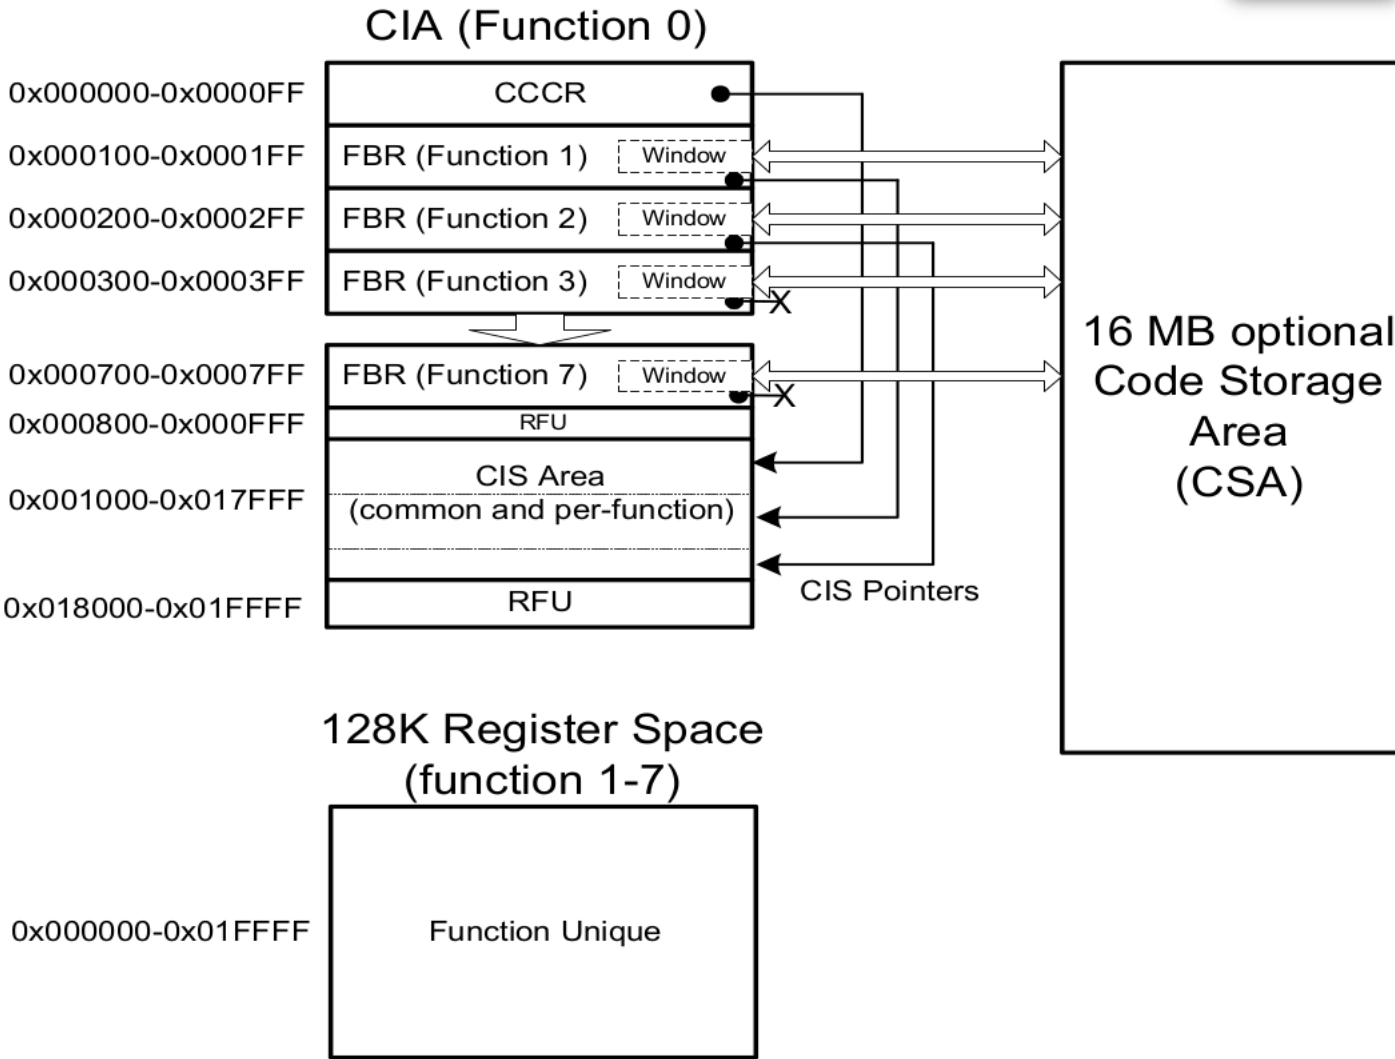 CIA (Function 0)
0x000000-0x0000FF
CCCR
0x000100-0x0001FF
FBR (Function 1)
Window
0x000200-0x0002FF
FBR (Function 2)
Window
0x000300-0x0003FF
FBR (Function 3)
Window
X
0x000700-0x0007FF
FBR (Function 7)
Window
X
0x000800-0x000FFF
RFU
0x001000-0x017FFF
CIS Area
(common and per-function)
CIS Pointers
0x018000-0x01FFFF
RFU
16 MB optional
Code Storage
Area
(CSA)
128K Register Space
(function 1-7)
0x000000-0x01FFFF
Function Unique